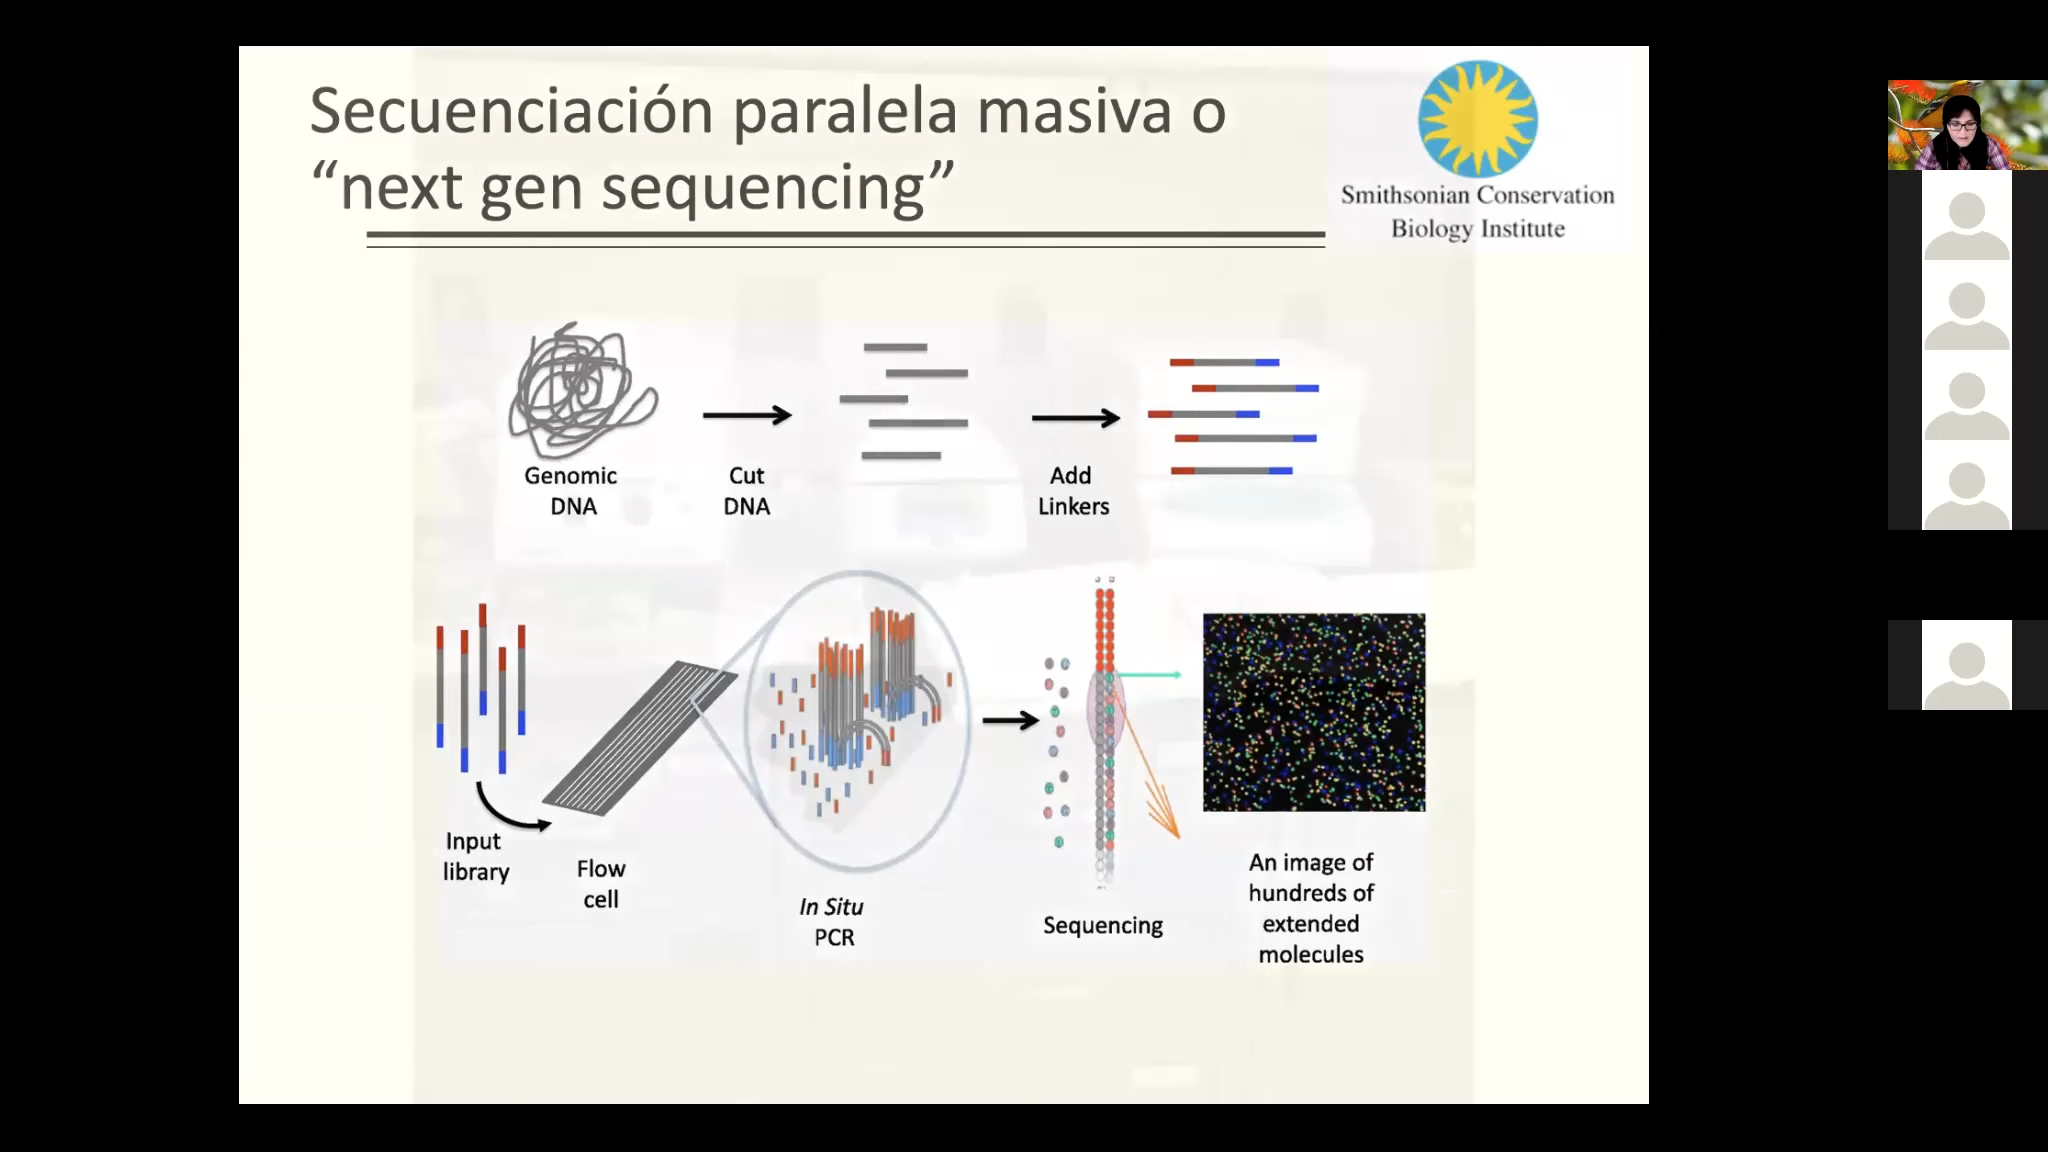 Secuenciación paralela masiva o
“next gen sequencing”
Smithsonian Conservation
Biology Institute
Genomic
DNA
Cut
DNA
Add
Linkers
Input
library
Flow
cell
In Situ
PCR
Sequencing
An image of
hundreds of
extended
molecules